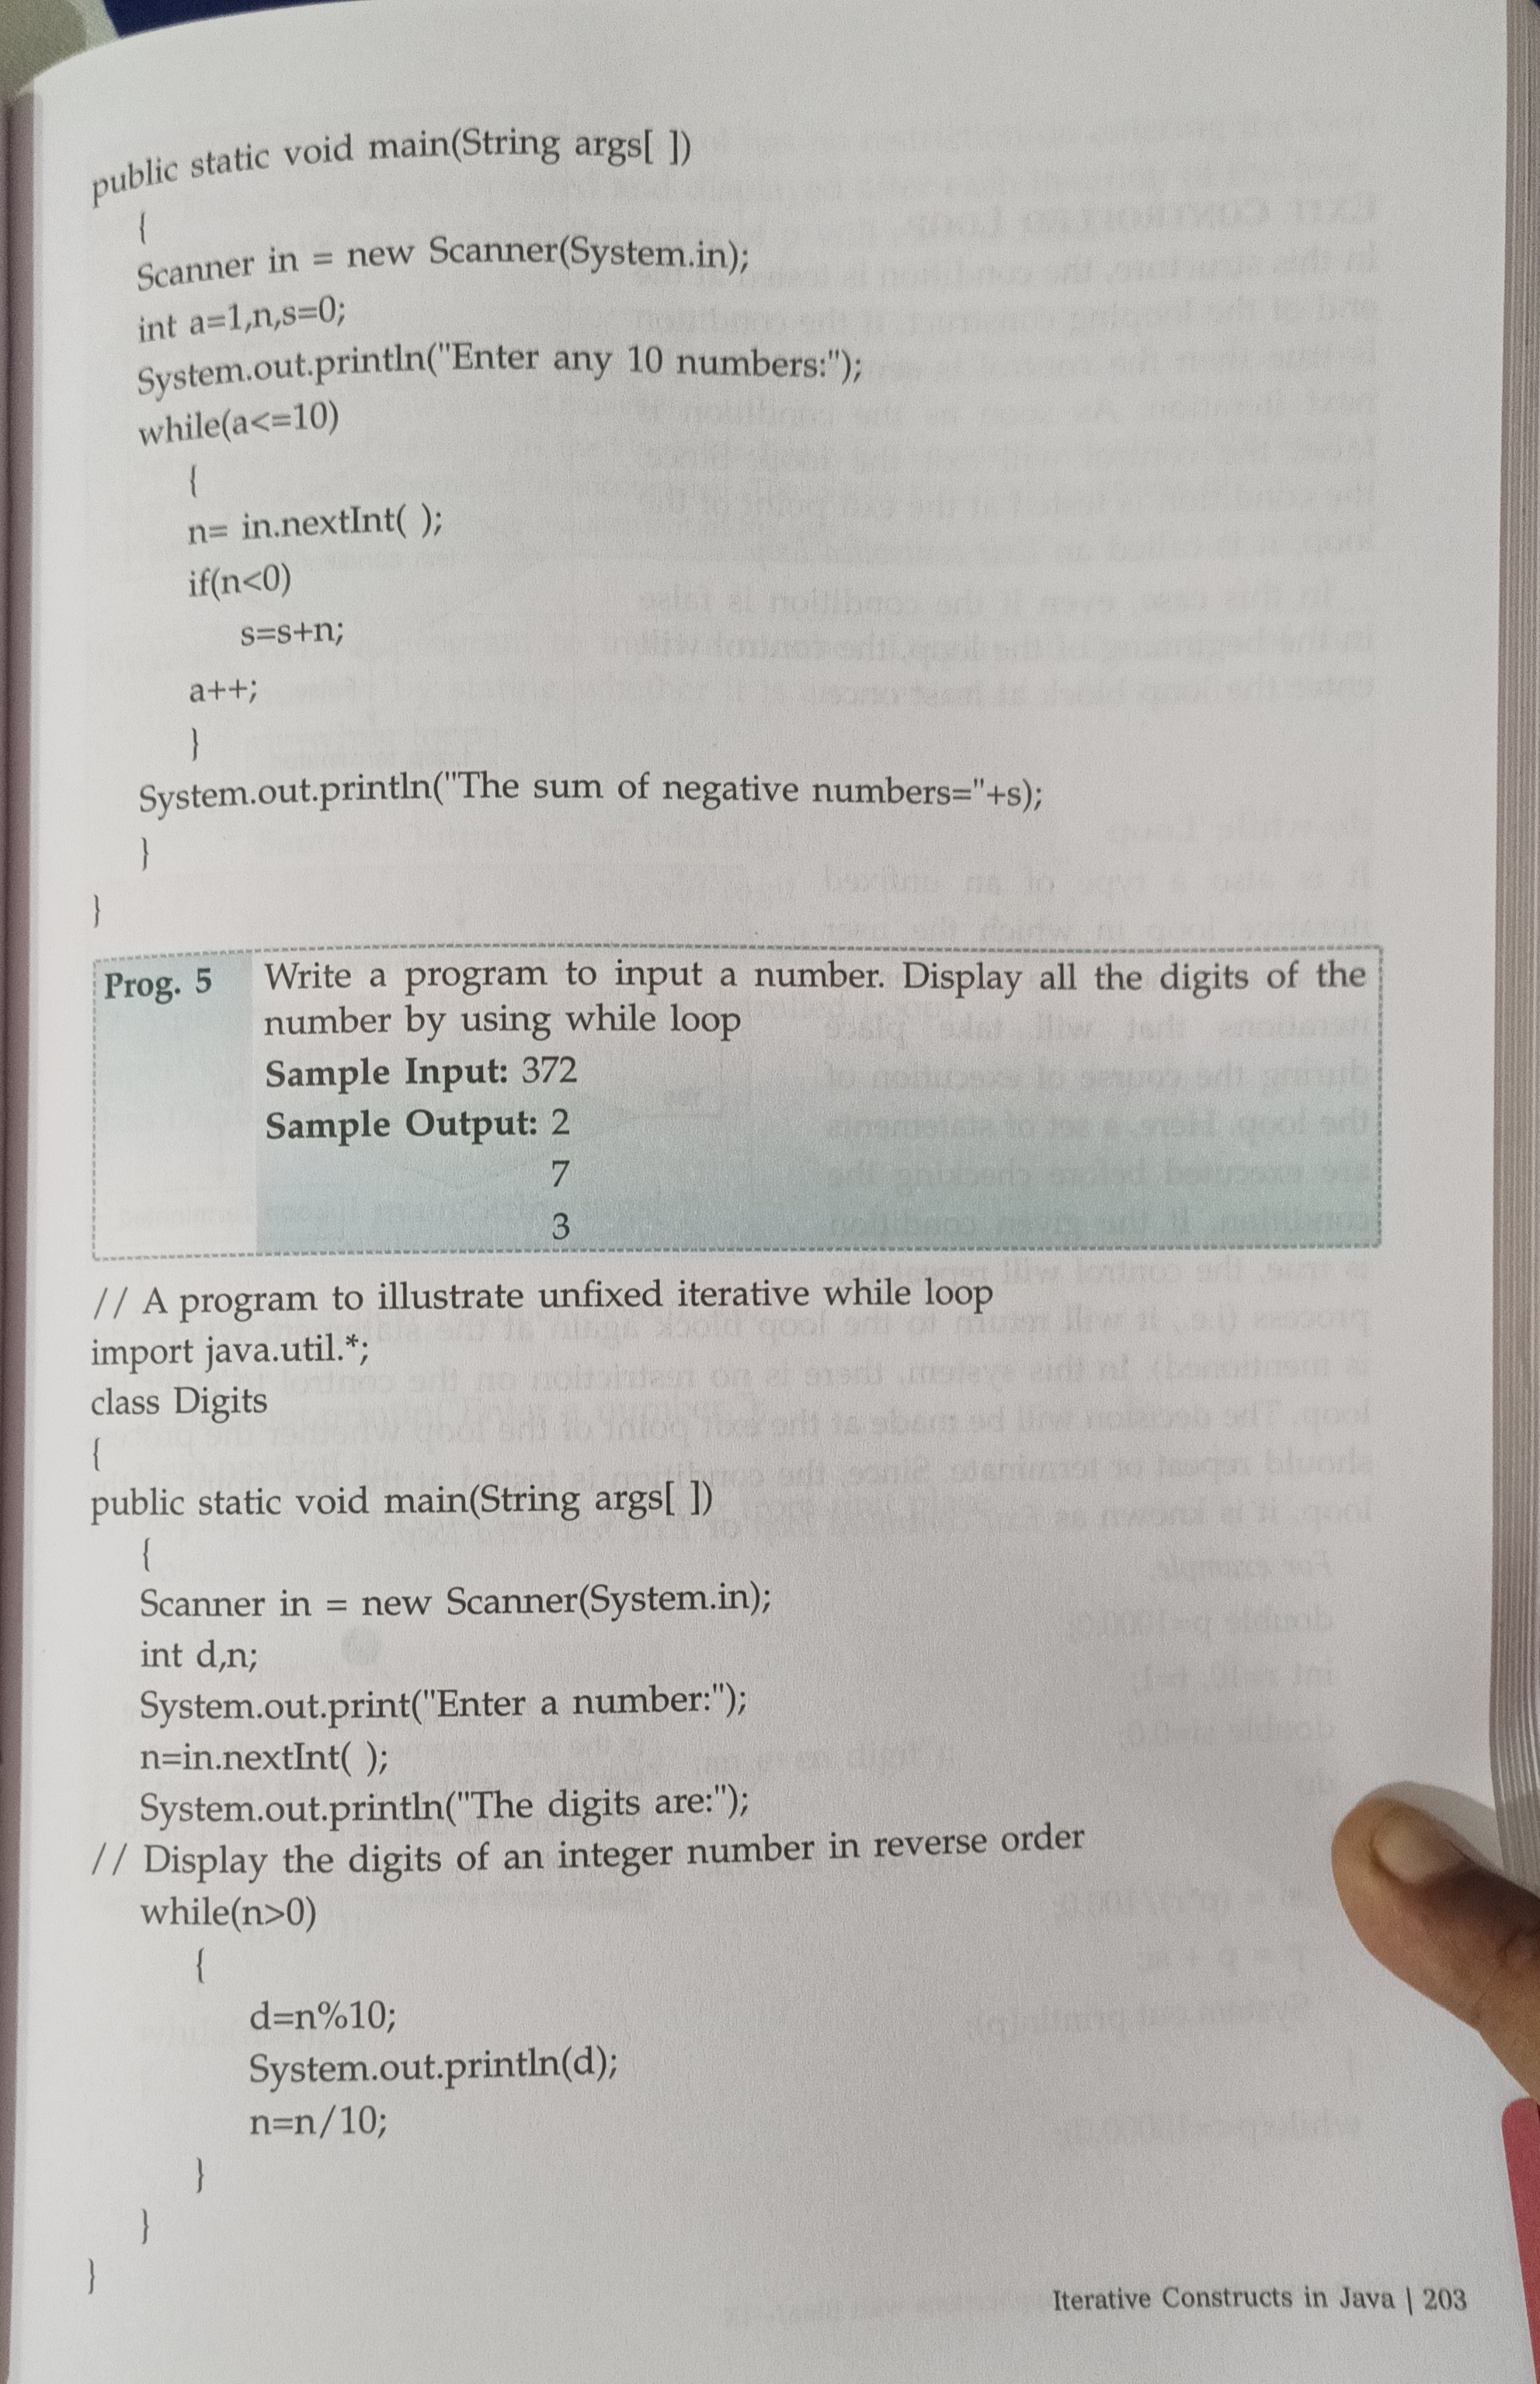 public static void main(String args[ ])
{
Scanner in = new Scanner(System.in);
int a=1,n,s=0;
System.out.println("Enter any 10 numbers:");
while(a<=10)
{
n= in.nextInt( );
if(n<0)
s=s+n;
a++;
}
System.out.println("The sum of negative numbers="+s);
}
}
Prog. 5 Write a program to input a number. Display all the digits of the
number by using while loop
Sample Input: 372
Sample Output: 2
7
3
// A program to illustrate unfixed iterative while loop
import java.util.*;
class Digits
{
public static void main(String args[ ])
{
Scanner in = new Scanner(System.in);
int d,n;
System.out.print("Enter a number:");
n=in.nextInt( );
System.out.println("The digits are:");
// Display the digits of an integer number in reverse order
while(n>0)
{
d=n%10;
System.out.println(d);
n=n/10;
}
}
}
Iterative Constructs in Java | 203